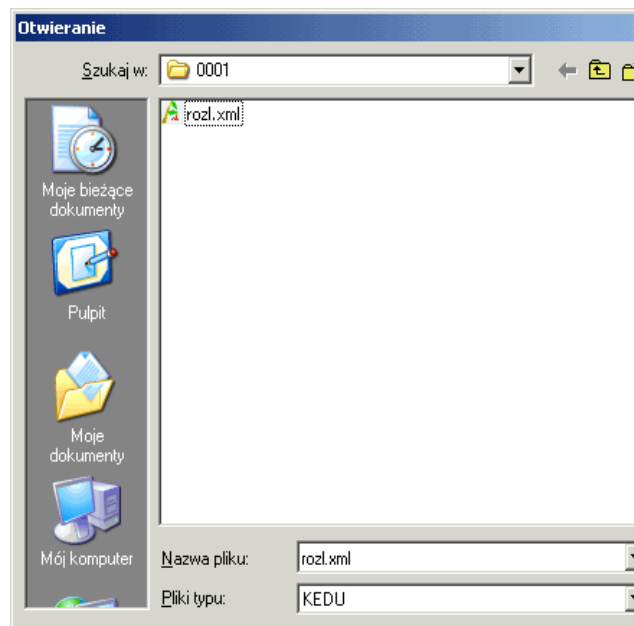 Otwieranie
Szukaj w:
0001
rozl.xml
Moje bieżące
dokumenty
Pulpit
Moje
dokumenty
Mój komputer
Nazwa pliku:
rozl.xml
Pliki typu:
KEDU